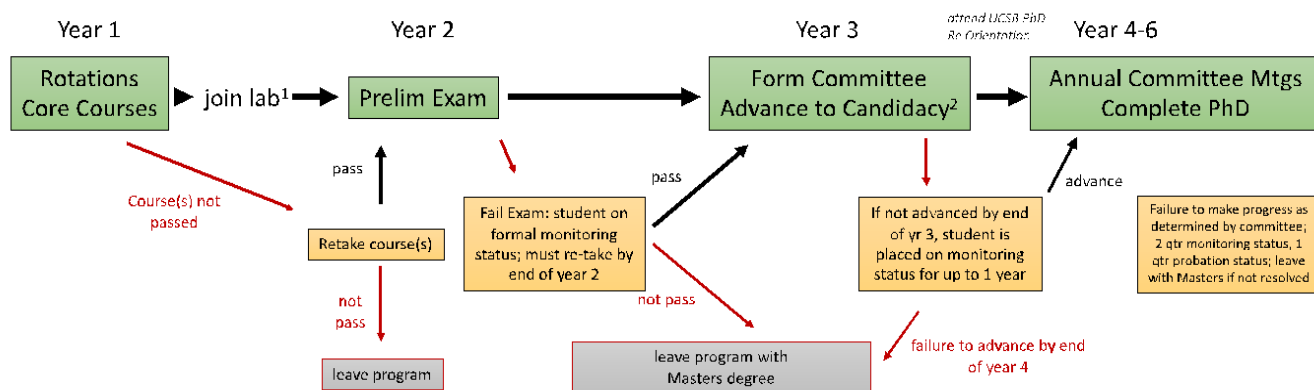 Year 1
Year 2
Year 3
attend UCSB PhD
Re Orientation
Year 4-6
Rotations
Core Courses
join lab¹
Prelim Exam
Form Committee
Advance to Candidacy²
Annual Committee Mtgs
Complete PhD
Course(s) not
passed
pass
Retake course(s)
not
pass
leave program
Fail Exam: student on
formal monitoring
status; must re-take by
end of year 2
pass
not pass
leave program with
Masters degree
If not advanced by end
of yr 3, student is
placed on monitoring
status for up to 1 year
advance
failure to advance by end
of year 4
Failure to make progress as
determined by committee;
2 qtr monitoring status, 1
qtr probation status; leave
with Masters if not resolved